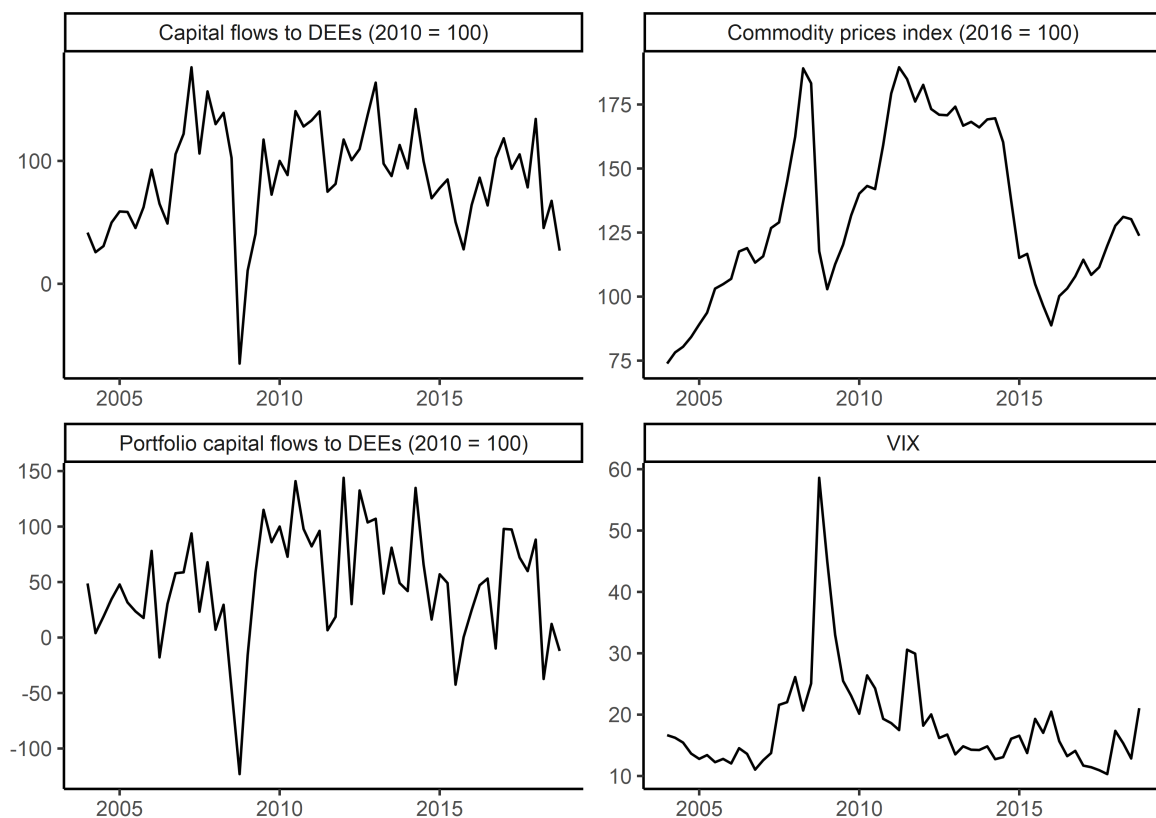 Capital flows to DEEs (2010 = 100)
100
0
2005 2010 2015
Commodity prices index (2016 = 100)
175
150
125
100
75
2005 2010 2015
Portfolio capital flows to DEEs (2010 = 100)
150
100
50
0
-50
-100
2005 2010 2015
VIX
60
50
40
30
20
10
2005 2010 2015